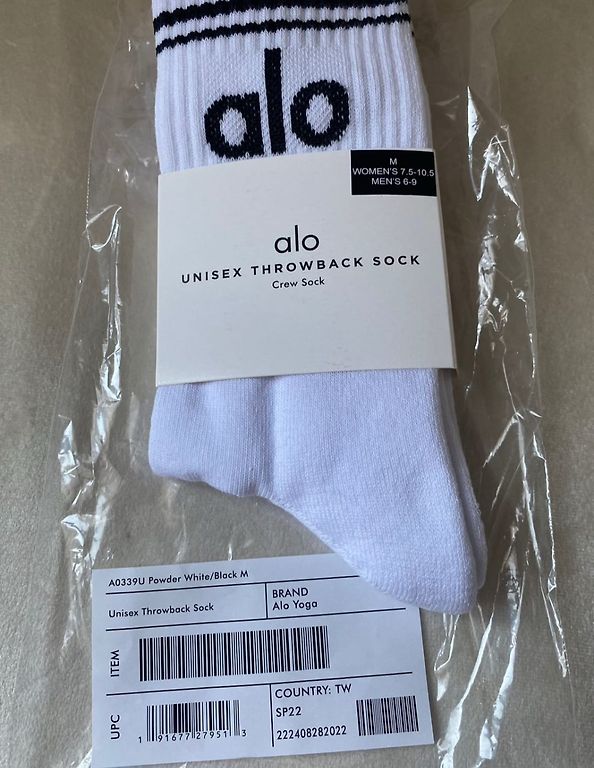 alo
M
WOMEN'S 7.5-10.5
MEN'S 6-9
alo
UNISEX THROWBACK SOCK
Crew Sock
A0339U Powder White/Black M
Unisex Throwback Sock
BRAND
Alo Yoga
ITEM
UPC
1 91677 27951 3
COUNTRY: TW
SP22
222408282022